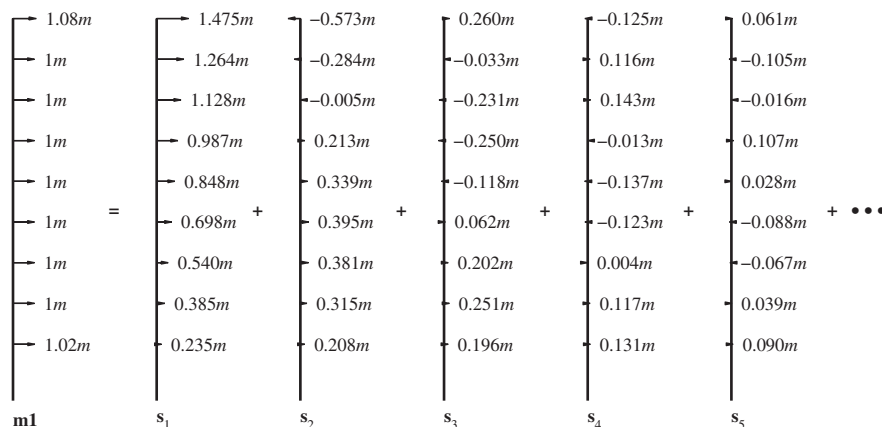 1.08m 1.475m −0.573m 0.260m −0.125m 0.061m
1m 1.264m −0.284m −0.033m 0.116m −0.105m
1m 1.128m −0.005m −0.231m 0.143m −0.016m
1m 0.987m 0.213m −0.250m −0.013m 0.107m
1m 0.848m 0.339m −0.118m −0.137m 0.028m
1m = 0.698m + 0.395m + 0.062m + −0.123m + −0.088m + •••
1m 0.540m 0.381m 0.202m 0.004m −0.067m
1m 0.385m 0.315m 0.251m 0.117m 0.039m
1.02m 0.235m 0.208m 0.196m 0.131m 0.090m
m1 s₁ s₂ s₃ s₄ s₅